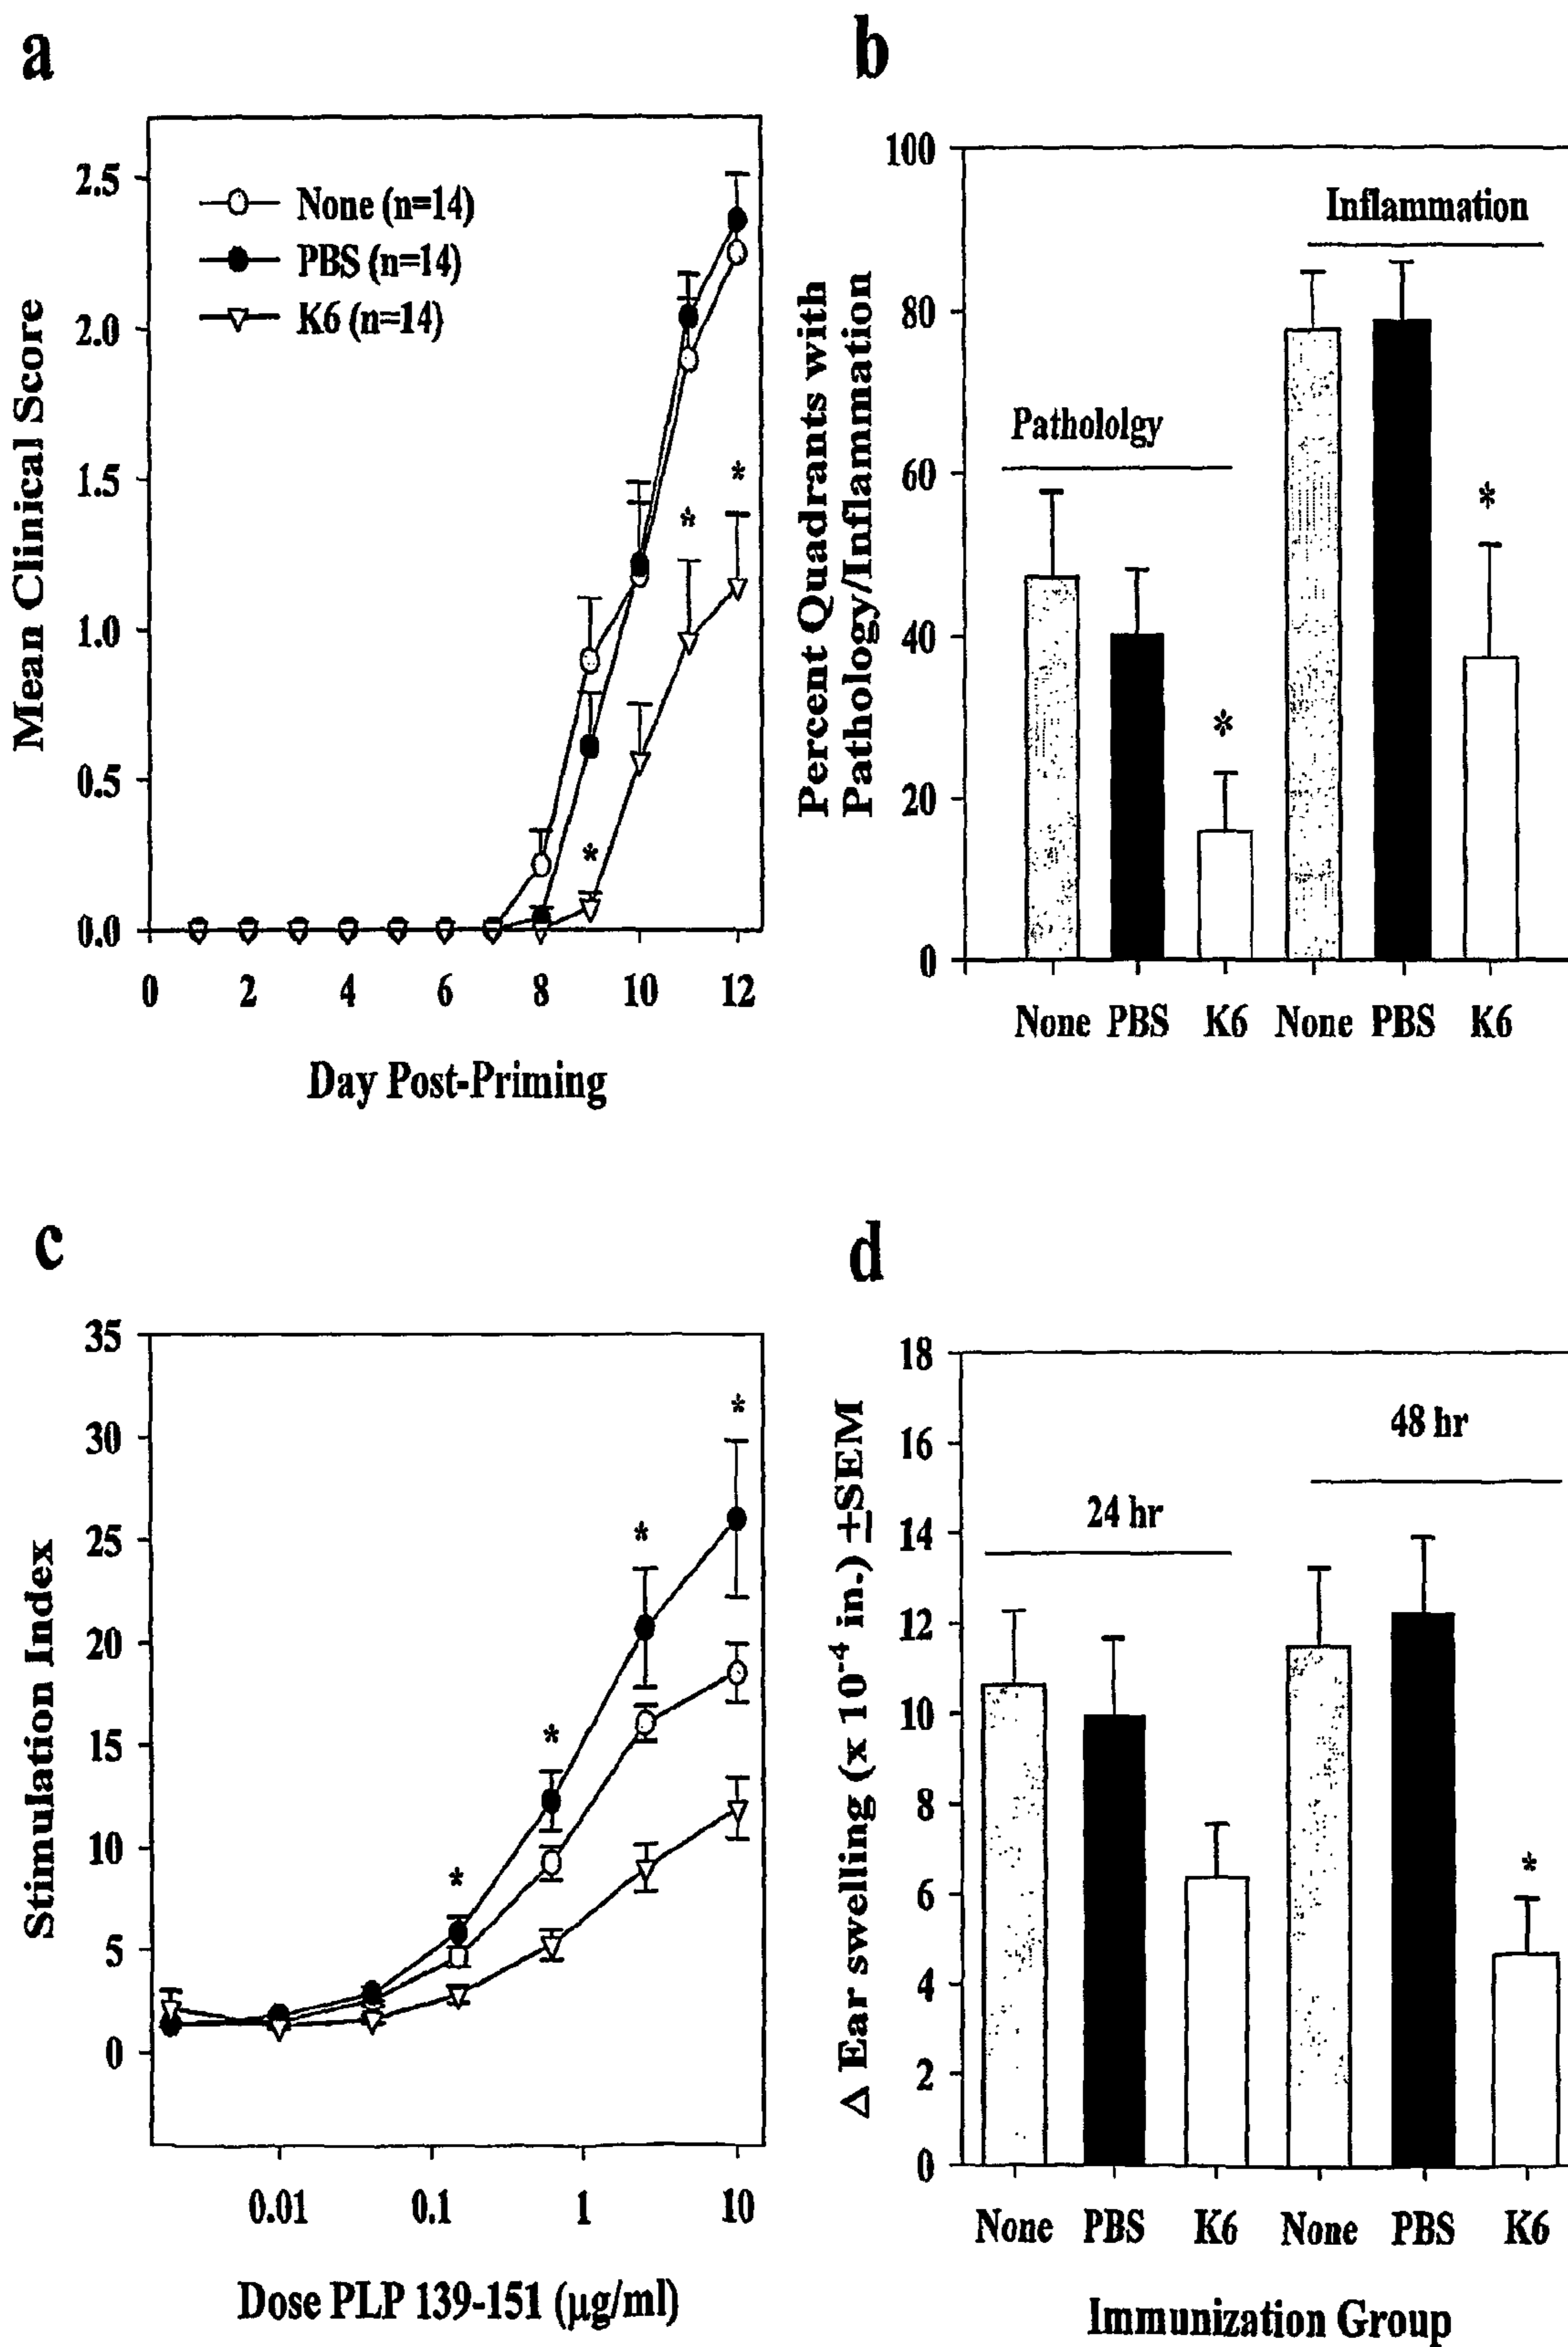 a
2.5
2.0
1.5
1.0
0.5
0.0
None (n=14)
PBS (n=14)
K6 (n=14)
*
*
*
0
2
4
6
8
10
12
Mean Clinical Score
Day Post-Priming
b
100
80
60
40
20
0
Pathololgy
Inflammation
*
*
None PBS K6 None PBS K6
Percent Quadrants with
Pathology/Inflammation
c
35
30
25
20
15
10
5
0
*
*
*
*
0.01
0.1
1
10
Stimulation Index
Dose PLP 139-151 (µg/ml)
d
18
16
14
12
10
8
6
4
2
0
24 hr
48 hr
*
None PBS K6 None PBS K6
Δ Ear swelling (x 10⁻⁴ in.) ±SEM
Immunization Group